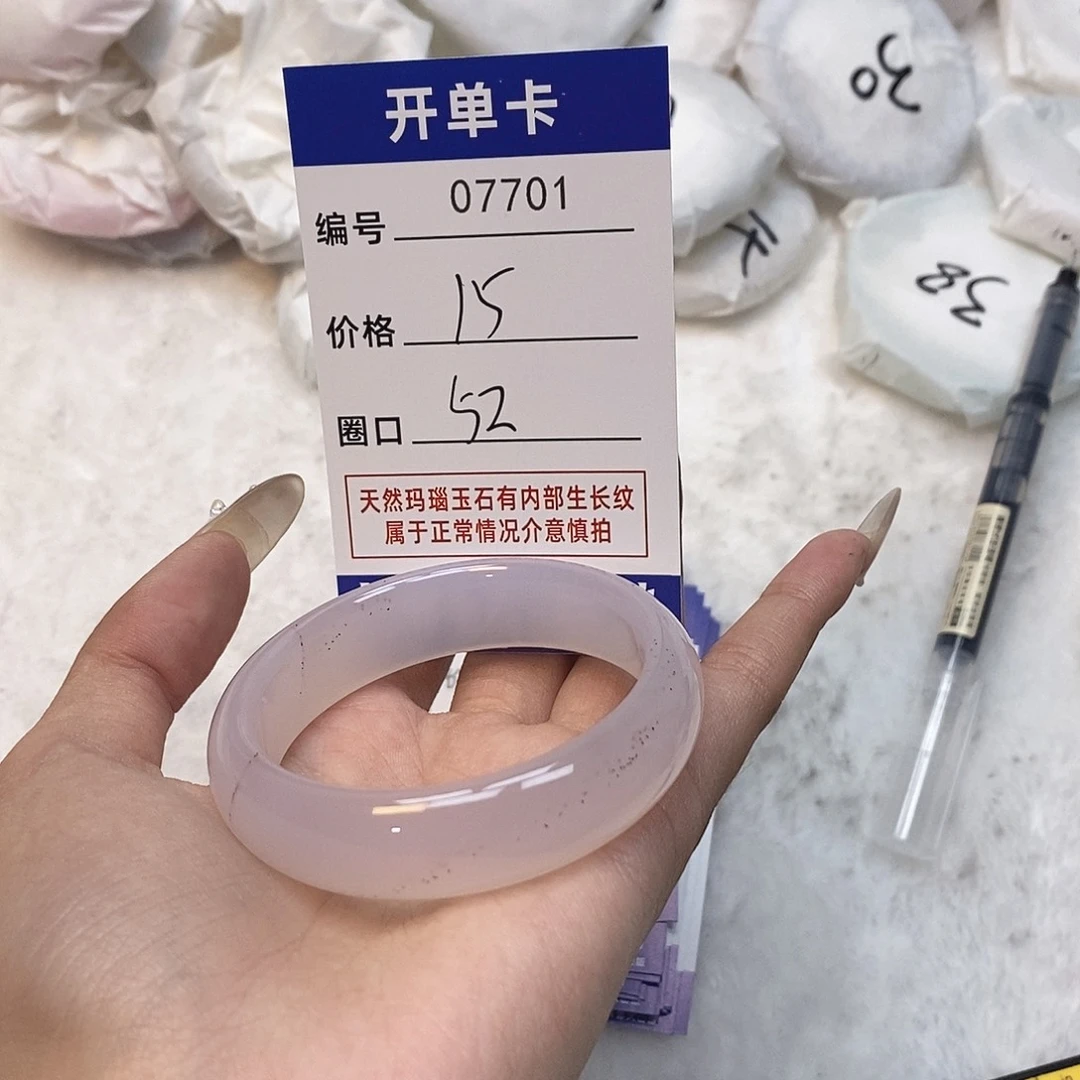 开单卡
编号 07701
价格 15
圈口 52
天然玛瑙玉石有内部生长纹
属于正常情况介意慎拍
30
38